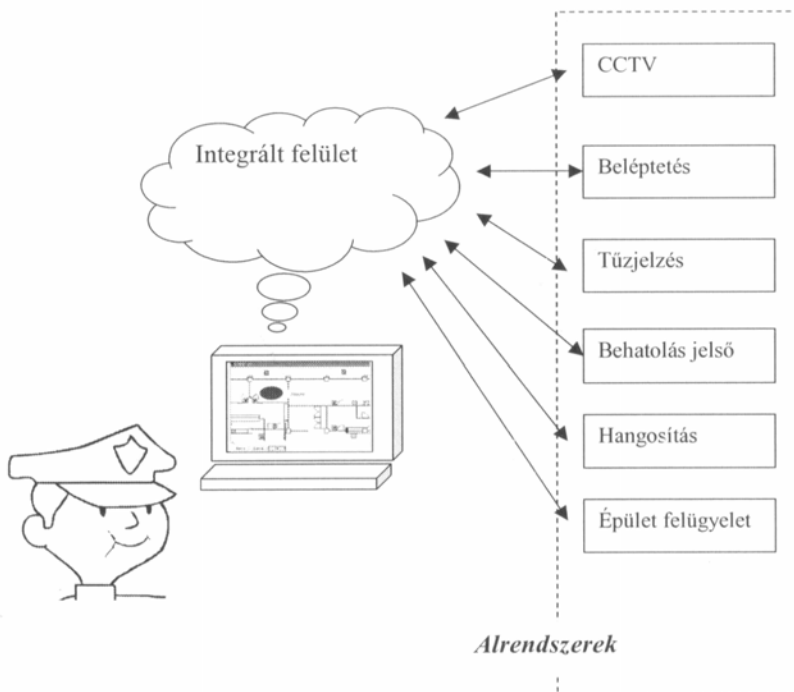 CCTV
Integrált felület
Beléptetés
Tűzjelzés
Behatolás jelső
Hangosítás
Épület felügyelet
Alrendszerek